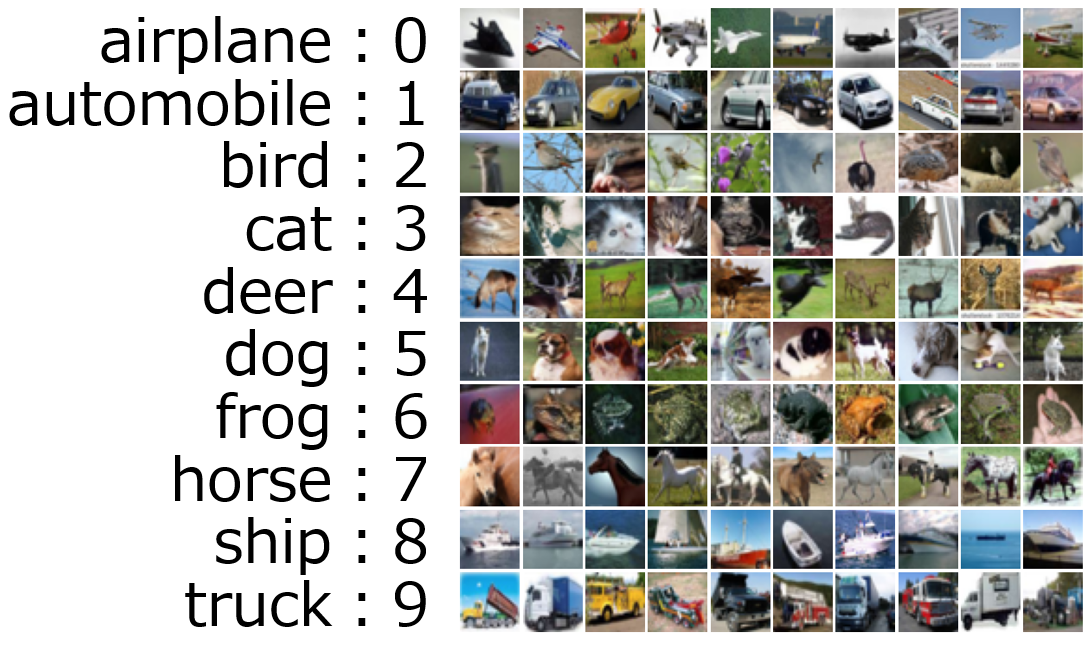 airplane : 0
automobile : 1
bird : 2
cat : 3
deer : 4
dog : 5
frog : 6
horse : 7
ship : 8
truck : 9